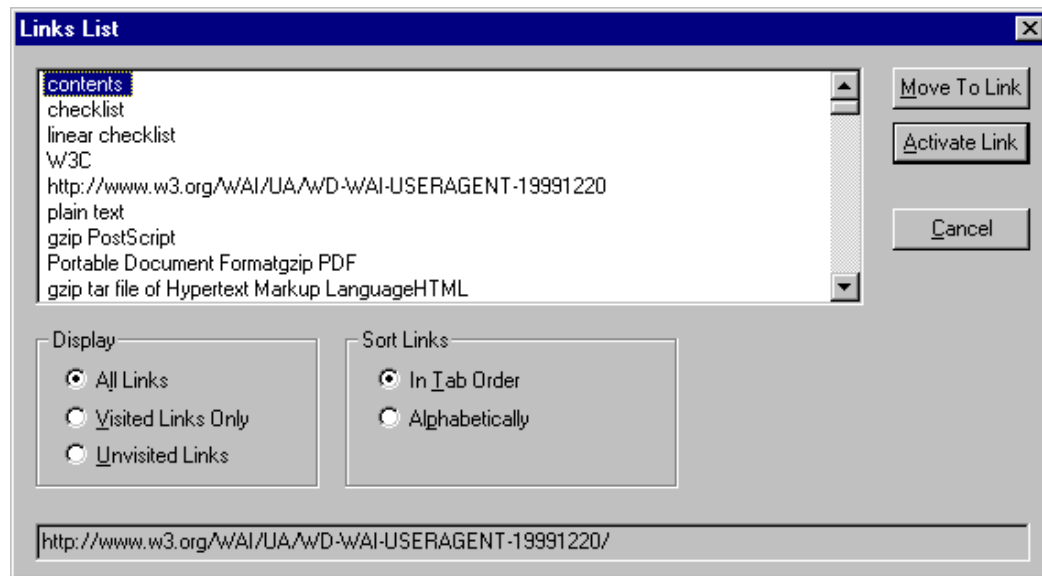 Links List
contents
checklist
linear checklist
W3C
http://www.w3.org/WAI/UA/WD-WAI-USERAGENT-19991220
plain text
gzip PostScript
Portable Document Formatgzip PDF
gzip tar file of Hypertext Markup LanguageHTML
Move To Link
Activate Link
Cancel
Display
All Links
Visited Links Only
Unvisited Links
Sort Links
In Tab Order
Alphabetically
http://www.w3.org/WAI/UA/WD-WAI-USERAGENT-19991220/